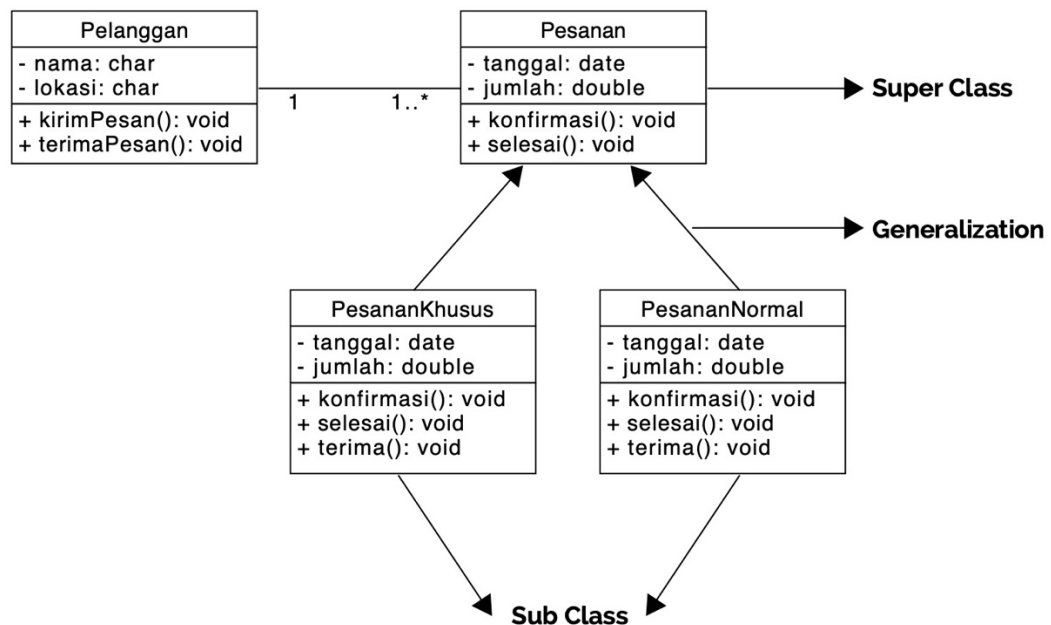 Pelanggan
- nama: char
- lokasi: char
+ kirimPesan(): void
+ terimaPesan(): void
1
1..*
Pesanan
- tanggal: date
- jumlah: double
+ konfirmasi(): void
+ selesai(): void
Super Class
Generalization
PesananKhusus
- tanggal: date
- jumlah: double
+ konfirmasi(): void
+ selesai(): void
+ terima(): void
PesananNormal
- tanggal: date
- jumlah: double
+ konfirmasi(): void
+ selesai(): void
+ terima(): void
Sub Class